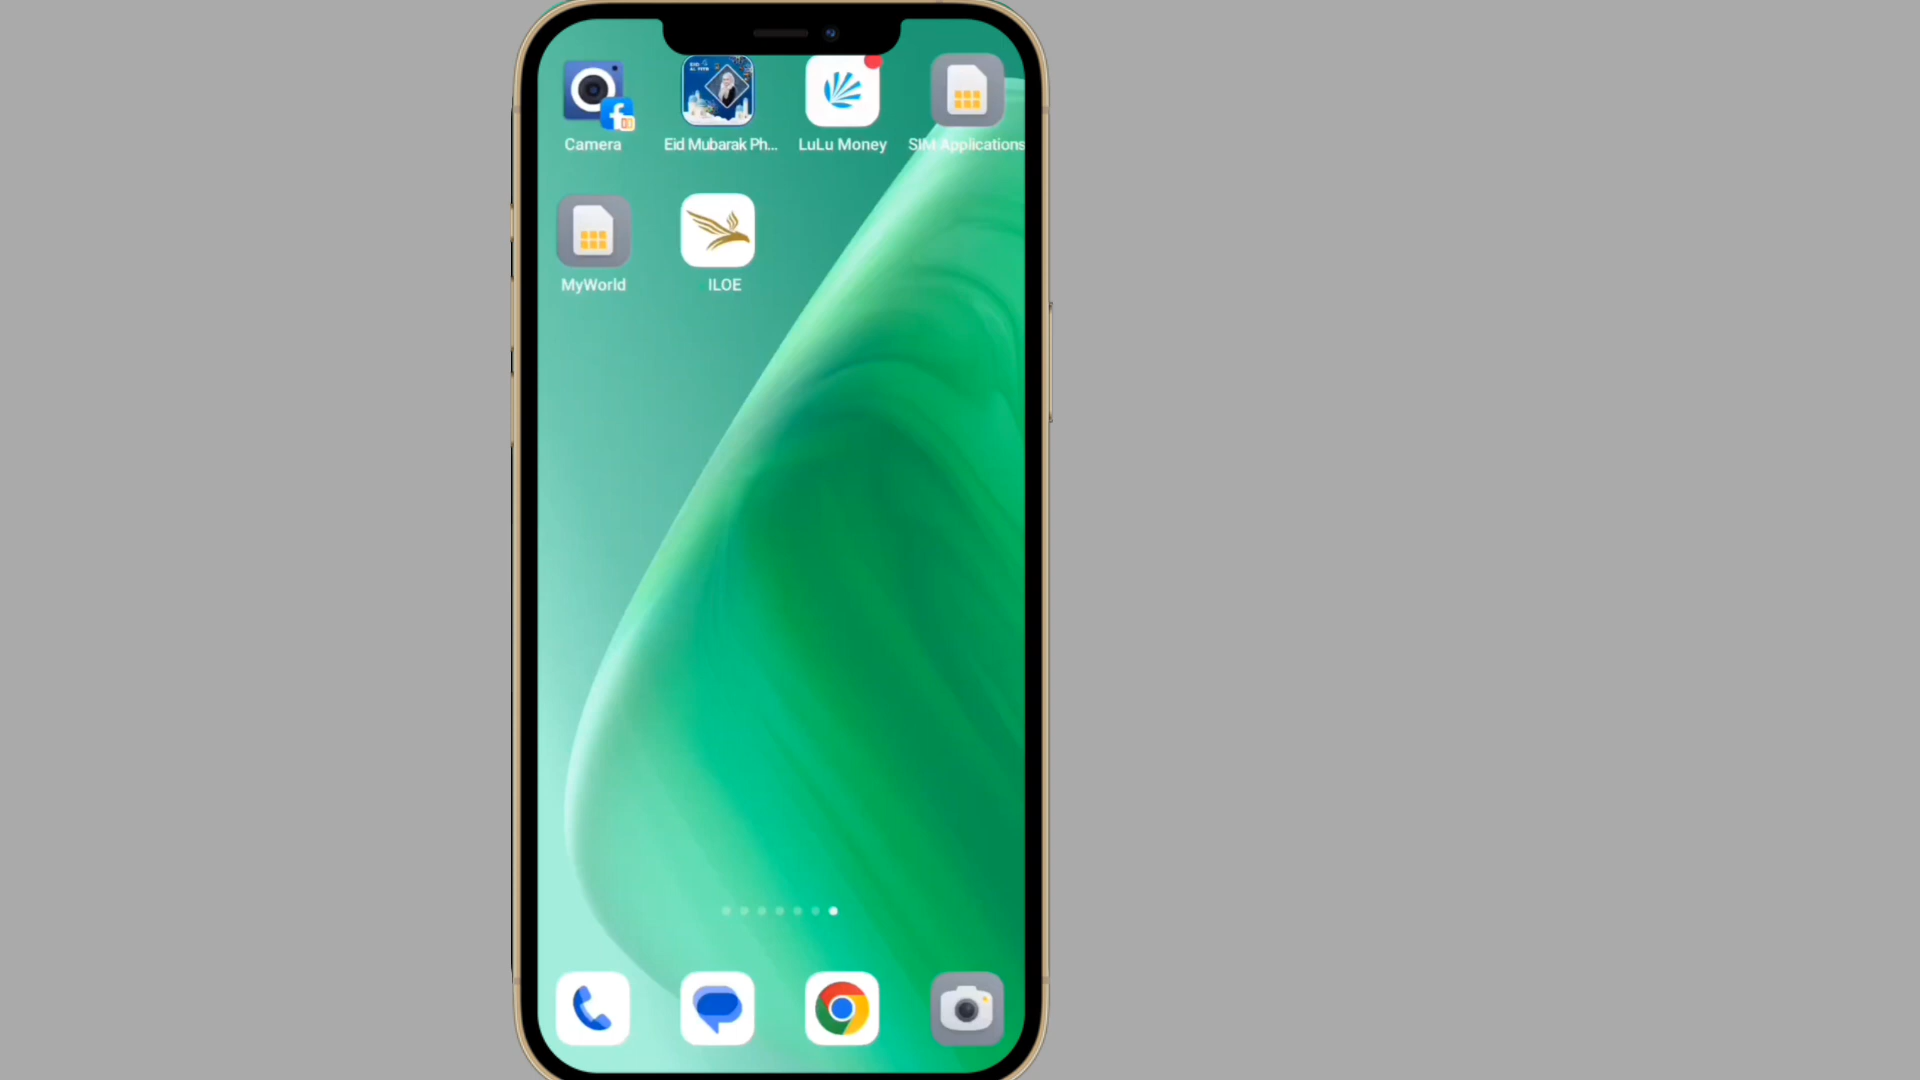 Camera
Eid Mubarak Ph...
LuLu Money
SIM Applications
MyWorld
ILOE